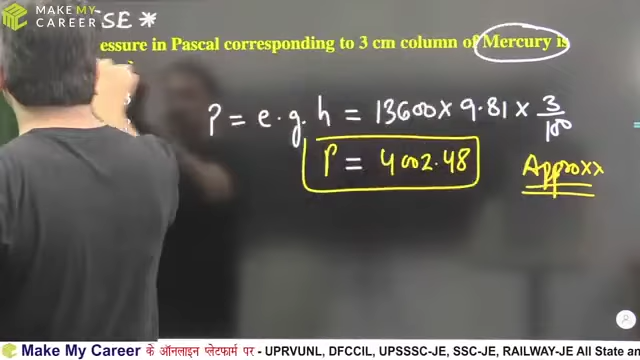 MAKE MY
CAREER
SE *
essure in Pascal corresponding to 3 cm column of Mercury is
P = e.g. h = 13600 x 9.81 x 3/100
P = 4002.48
Approxx
Make My Career के ऑनलाइन प्लेटफार्म पर - UPRVUNL, DFCCIL, UPSSSC-JE, SSC-JE, RAILWAY-JE All State an